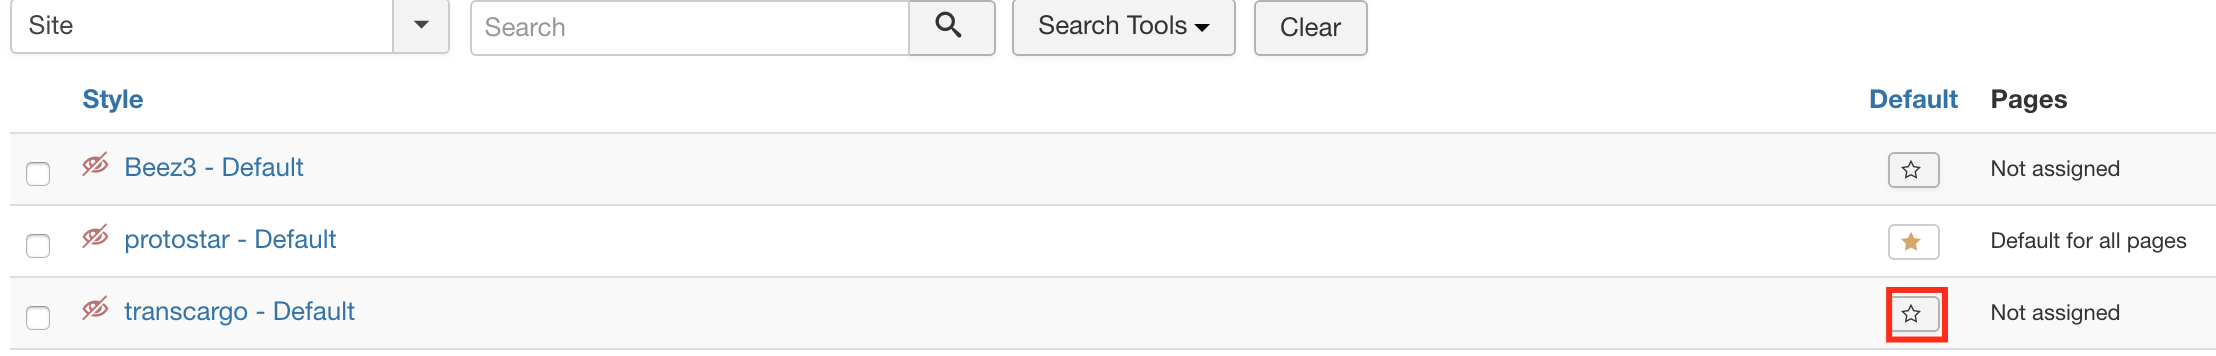 Site Search Search Tools Clear
Style Default Pages
Beez3 - Default Not assigned
protostar - Default Default for all pages
transcargo - Default Not assigned